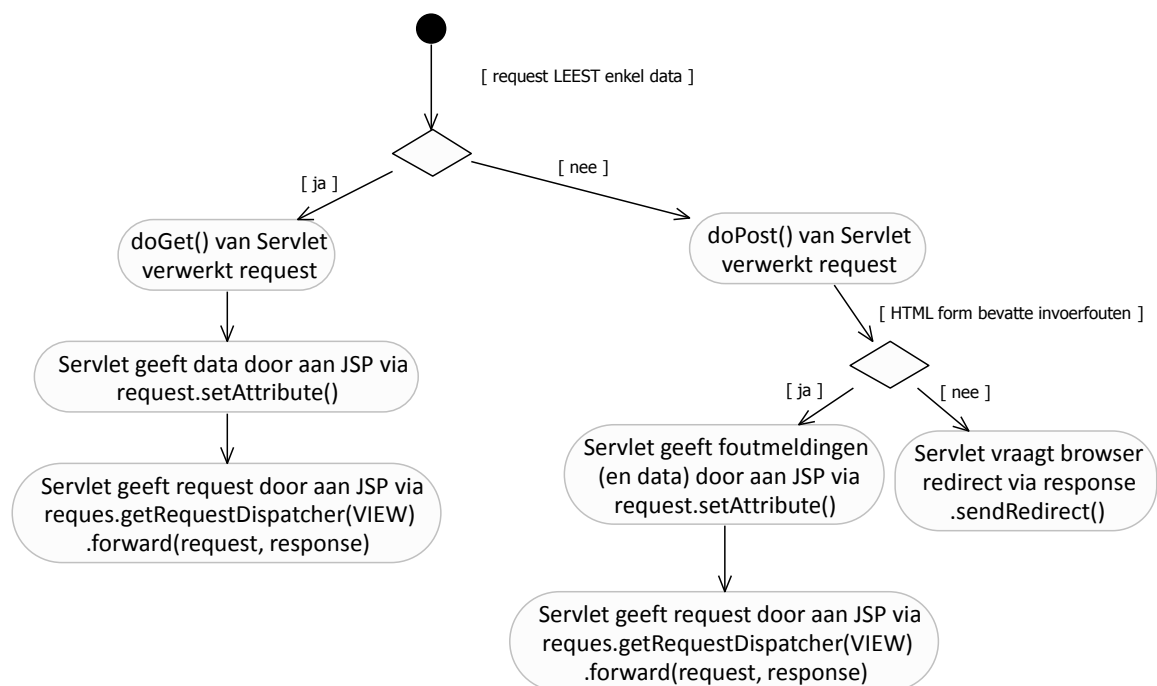 [ request LEEST enkel data ]
[ ja ]
[ nee ]
doGet() van Servlet
verwerkt request
doPost() van Servlet
verwerkt request
[ HTML form bevatte invoerfouten ]
Servlet geeft data door aan JSP via
request.setAttribute()
[ ja ]
[ nee ]
Servlet geeft foutmeldingen
(en data) door aan JSP via
request.setAttribute()
Servlet vraagt browser
redirect via response
.sendRedirect()
Servlet geeft request door aan JSP via
reques.getRequestDispatcher(VIEW)
.forward(request, response)
Servlet geeft request door aan JSP via
reques.getRequestDispatcher(VIEW)
.forward(request, response)